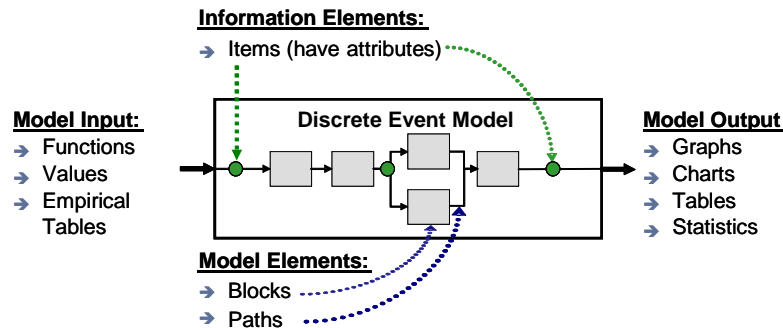 Information Elements:
Items (have attributes)
Model Input:
Functions
Values
Empirical
Tables
Discrete Event Model
Model Output
Graphs
Charts
Tables
Statistics
Model Elements:
Blocks
Paths